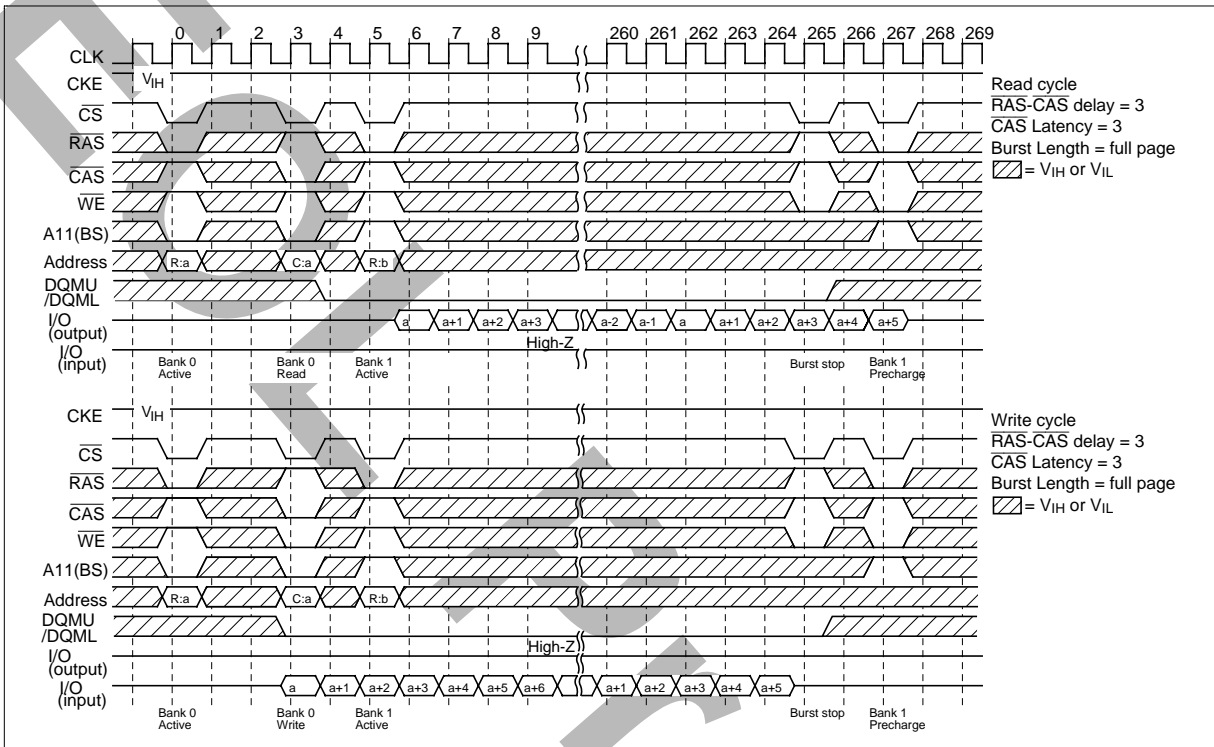 0 1 2 3 4 5 6 7 8 9 260 261 262 263 264 265 266 267 268 269
CLK
CKE VIH
CS
RAS
CAS
WE
A11(BS)
Address R:a C:a R:b
DQMU
/DQML
I/O
(output) a a+1 a+2 a+3 a-2 a-1 a a+1 a+2 a+3 a+4 a+5
High-Z
I/O
(input)
Bank 0
Active
Bank 0
Read
Bank 1
Active
Burst stop
Bank 1
Precharge
Read cycle
RAS-CAS delay = 3
CAS Latency = 3
Burst Length = full page
= VIH or VIL
CKE VIH
CS
RAS
CAS
WE
A11(BS)
Address R:a C:a R:b
DQMU
/DQML
High-Z
I/O
(output)
I/O
(input) a a+1 a+2 a+3 a+4 a+5 a+6 a+1 a+2 a+3 a+4 a+5
Bank 0
Active
Bank 0
Write
Bank 1
Active
Burst stop
Bank 1
Precharge
Write cycle
RAS-CAS delay = 3
CAS Latency = 3
Burst Length = full page
= VIH or VIL